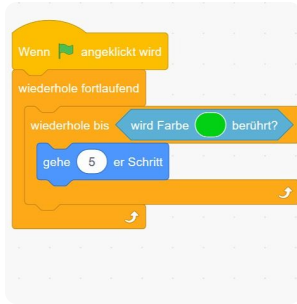 Wenn angeklickt wird
wiederhole fortlaufend
wiederhole bis wird Farbe berührt?
gehe 5 er Schritt